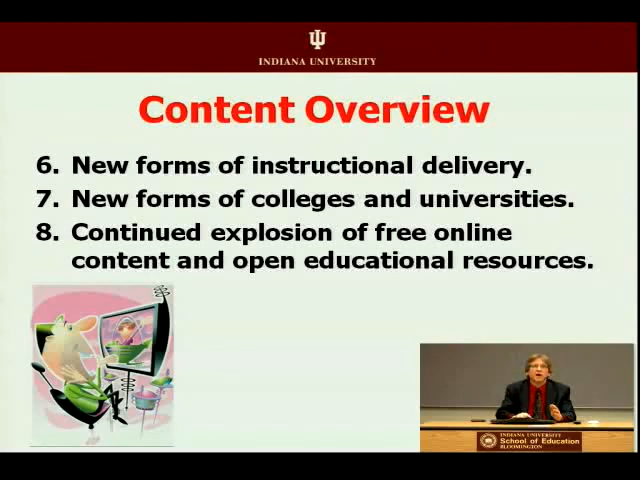 INDIANA UNIVERSITY
Content Overview
6. New forms of instructional delivery.
7. New forms of colleges and universities.
8. Continued explosion of free online
content and open educational resources.
INDIANA UNIVERSITY
School of Education
BLOOMINGTON